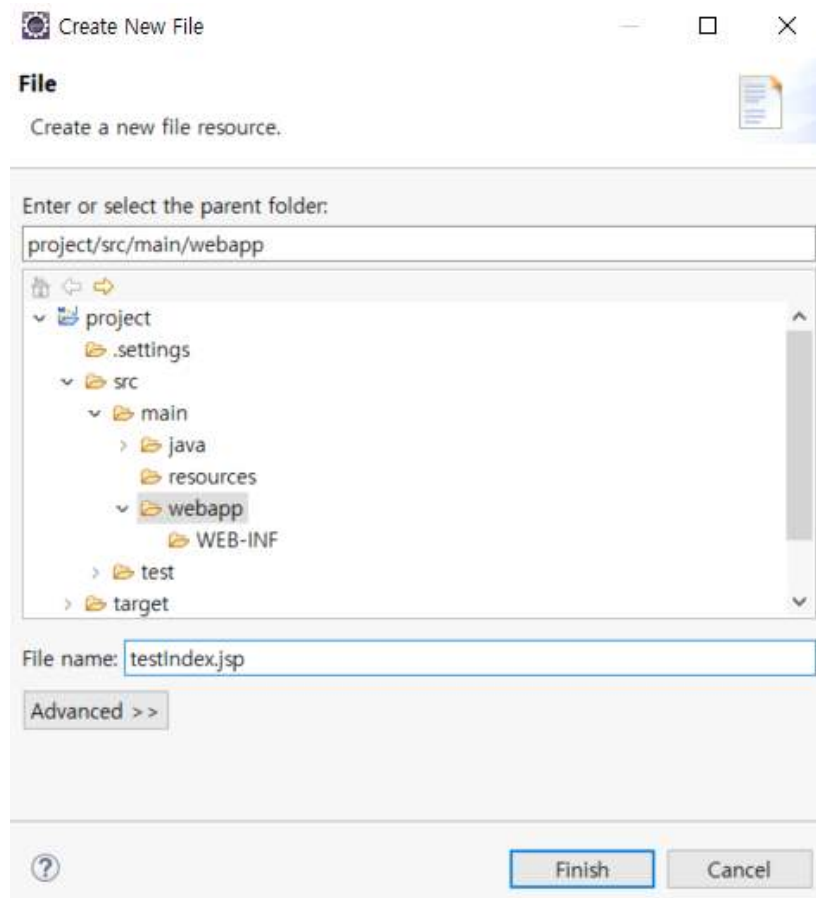 Create New File
File
Create a new file resource.
Enter or select the parent folder:
project/src/main/webapp
project
.settings
src
main
java
resources
webapp
WEB-INF
test
target
File name: testIndex.jsp
Advanced >>
Finish Cancel